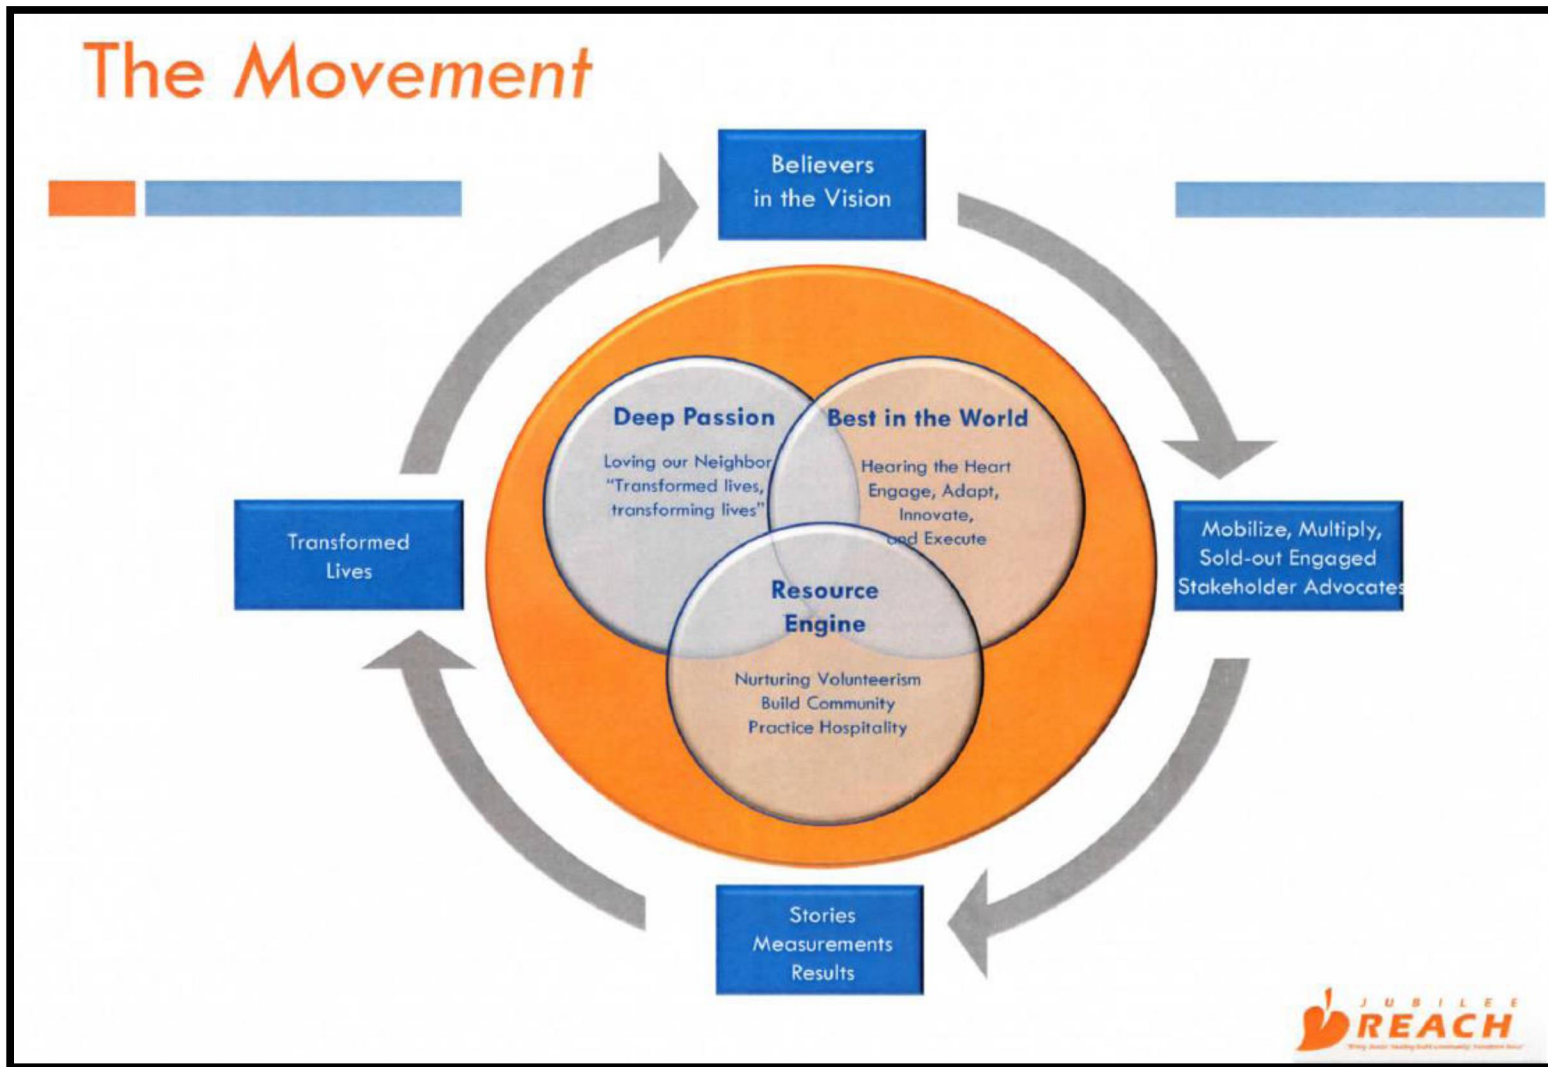 The Movement
Believers
in the Vision
Deep Passion
Loving our Neighbor
"Transformed lives,
transforming lives"
Best in the World
Hearing the Heart
Engage, Adapt,
Innovate,
and Execute
Transformed
Lives
Mobilize, Multiply,
Sold-out Engaged
Stakeholder Advocates
Resource
Engine
Nurturing Volunteerism
Build Community
Practice Hospitality
Stories
Measurements
Results
JUBILEE
REACH